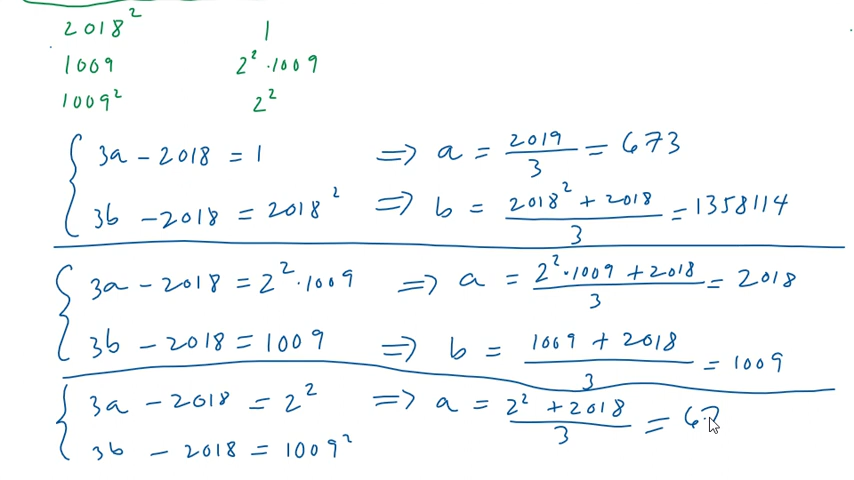 2018² 1
1009 2²·1009
1009² 2²
3a - 2018 = 1 ⟹ a = 2019/3 = 673
3b - 2018 = 2018² ⟹ b = (2018² + 2018)/3 = 1358114
3a - 2018 = 2²·1009 ⟹ a = (2²·1009 + 2018)/3 = 2018
3b - 2018 = 1009 ⟹ b = (1009 + 2018)/3 = 1009
3a - 2018 = 2² ⟹ a = (2² + 2018)/3 = 67
3b - 2018 = 1009²